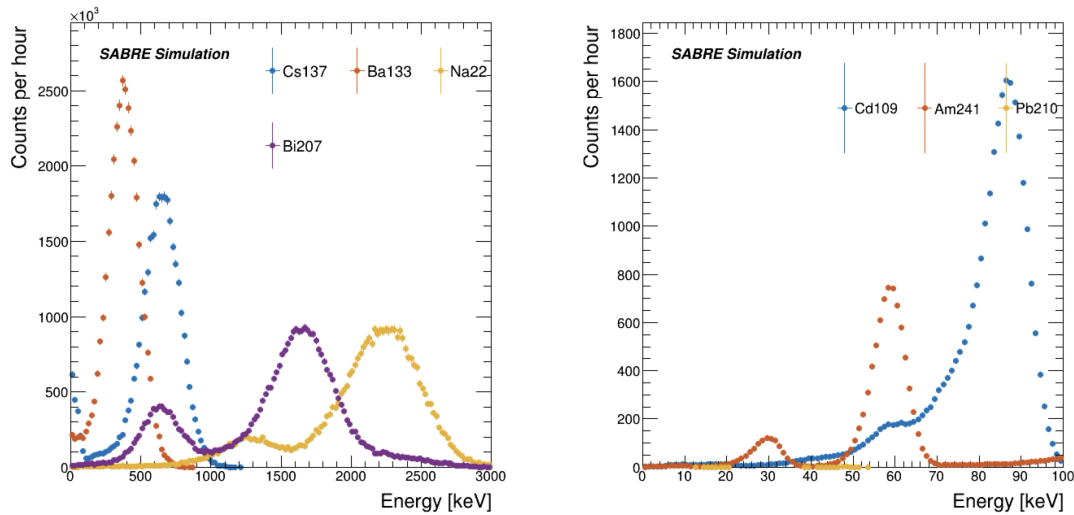 ×10³
SABRE Simulation
Cs137 Ba133 Na22
Bi207
Counts per hour
2500
2000
1500
1000
500
0
0 500 1000 1500 2000 2500 3000
Energy [keV]
SABRE Simulation
Cd109 Am241 Pb210
Counts per hour
1800
1600
1400
1200
1000
800
600
400
200
0
0 10 20 30 40 50 60 70 80 90 100
Energy [keV]